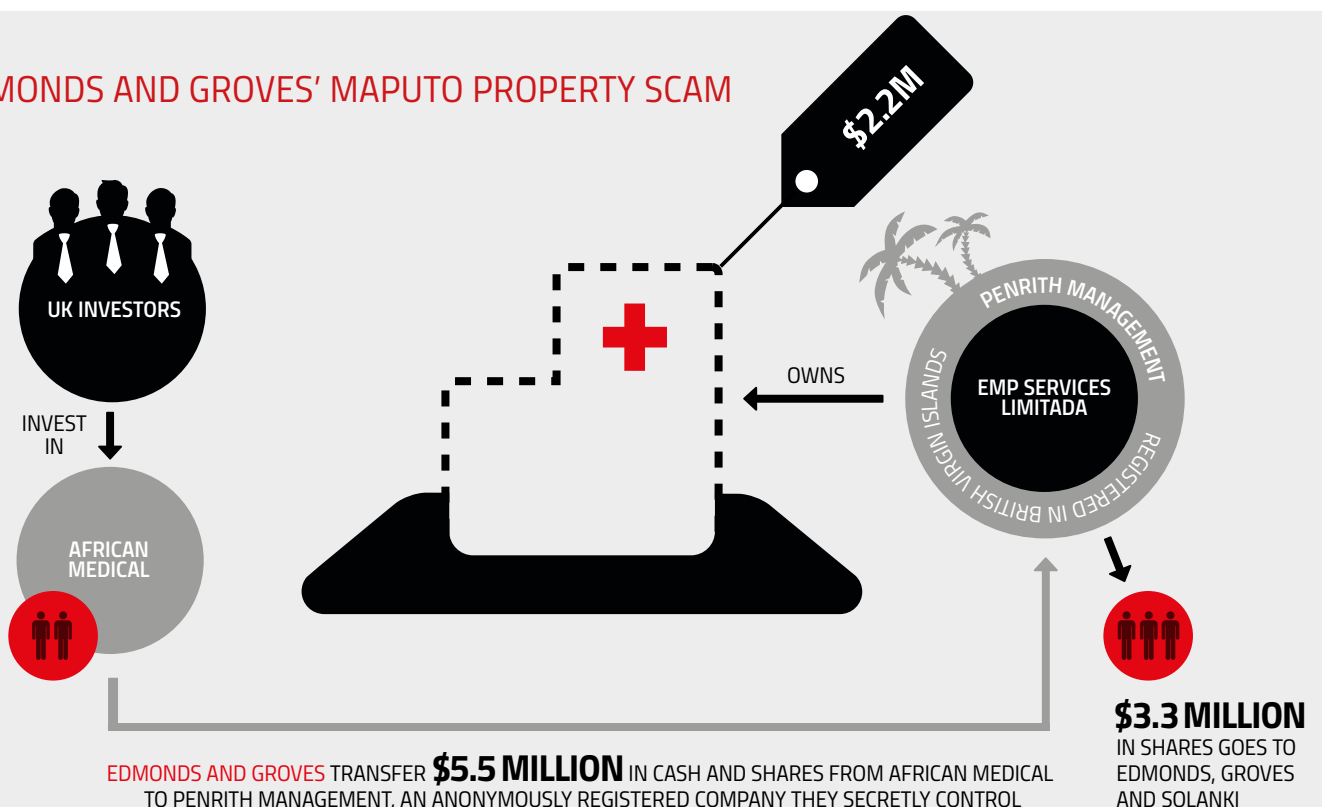 MONDS AND GROVES' MAPUTO PROPERTY SCAM
$2.2M
UK INVESTORS
INVEST
IN
AFRICAN
MEDICAL
OWNS
PENRITH MANAGEMENT
REGISTERED IN BRITISH VIRGIN ISLANDS
EMP SERVICES
LIMITADA
$3.3 MILLION
IN SHARES GOES TO
EDMONDS, GROVES
AND SOLANKI
EDMONDS AND GROVES TRANSFER $5.5 MILLION IN CASH AND SHARES FROM AFRICAN MEDICAL
TO PENRITH MANAGEMENT, AN ANONYMOUSLY REGISTERED COMPANY THEY SECRETLY CONTROL